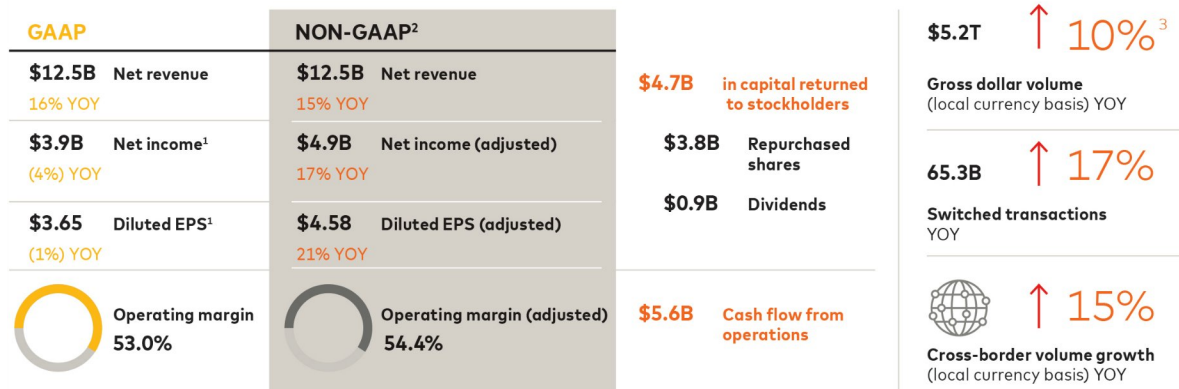 GAAP
$12.5B Net revenue
16% YOY
$3.9B Net income¹
(4%) YOY
$3.65 Diluted EPS¹
(1%) YOY
Operating margin
53.0%
NON-GAAP²
$12.5B Net revenue
15% YOY
$4.9B Net income (adjusted)
17% YOY
$4.58 Diluted EPS (adjusted)
21% YOY
Operating margin (adjusted)
54.4%
$4.7B in capital returned
to stockholders
$3.8B Repurchased
shares
$0.9B Dividends
$5.6B Cash flow from
operations
$5.2T 10%³
Gross dollar volume
(local currency basis) YOY
65.3B 17%
Switched transactions
YOY
15%
Cross-border volume growth
(local currency basis) YOY